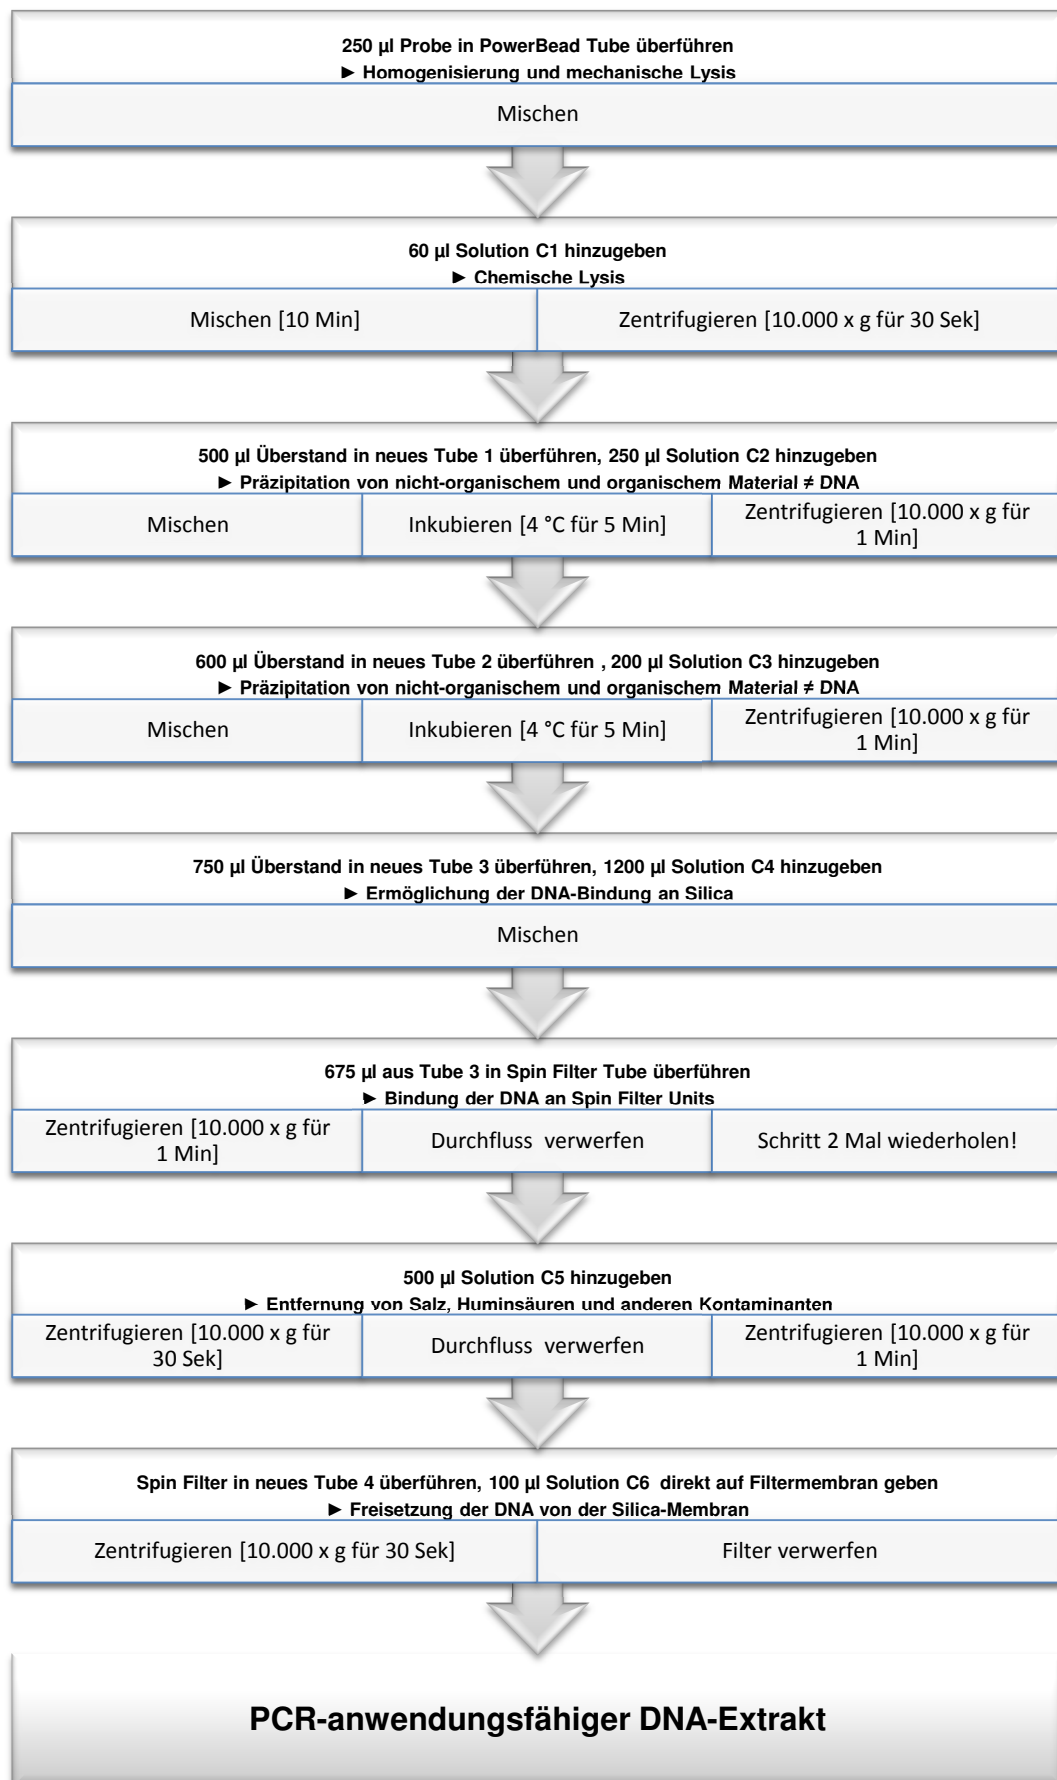 250 µl Probe in PowerBead Tube überführen
► Homogenisierung und mechanische Lysis
Mischen
60 µl Solution C1 hinzugeben
► Chemische Lysis
Mischen [10 Min]
Zentrifugieren [10.000 x g für 30 Sek]
500 µl Überstand in neues Tube 1 überführen, 250 µl Solution C2 hinzugeben
► Präzipitation von nicht-organischem und organischem Material ≠ DNA
Mischen
Inkubieren [4 °C für 5 Min]
Zentrifugieren [10.000 x g für
1 Min]
600 µl Überstand in neues Tube 2 überführen , 200 µl Solution C3 hinzugeben
► Präzipitation von nicht-organischem und organischem Material ≠ DNA
Mischen
Inkubieren [4 °C für 5 Min]
Zentrifugieren [10.000 x g für
1 Min]
750 µl Überstand in neues Tube 3 überführen, 1200 µl Solution C4 hinzugeben
► Ermöglichung der DNA-Bindung an Silica
Mischen
675 µl aus Tube 3 in Spin Filter Tube überführen
► Bindung der DNA an Spin Filter Units
Zentrifugieren [10.000 x g für
1 Min]
Durchfluss verwerfen
Schritt 2 Mal wiederholen!
500 µl Solution C5 hinzugeben
► Entfernung von Salz, Huminsäuren und anderen Kontaminanten
Zentrifugieren [10.000 x g für
30 Sek]
Durchfluss verwerfen
Zentrifugieren [10.000 x g für
1 Min]
Spin Filter in neues Tube 4 überführen, 100 µl Solution C6 direkt auf Filtermembran geben
► Freisetzung der DNA von der Silica-Membran
Zentrifugieren [10.000 x g für 30 Sek]
Filter verwerfen
PCR-anwendungsfähiger DNA-Extrakt